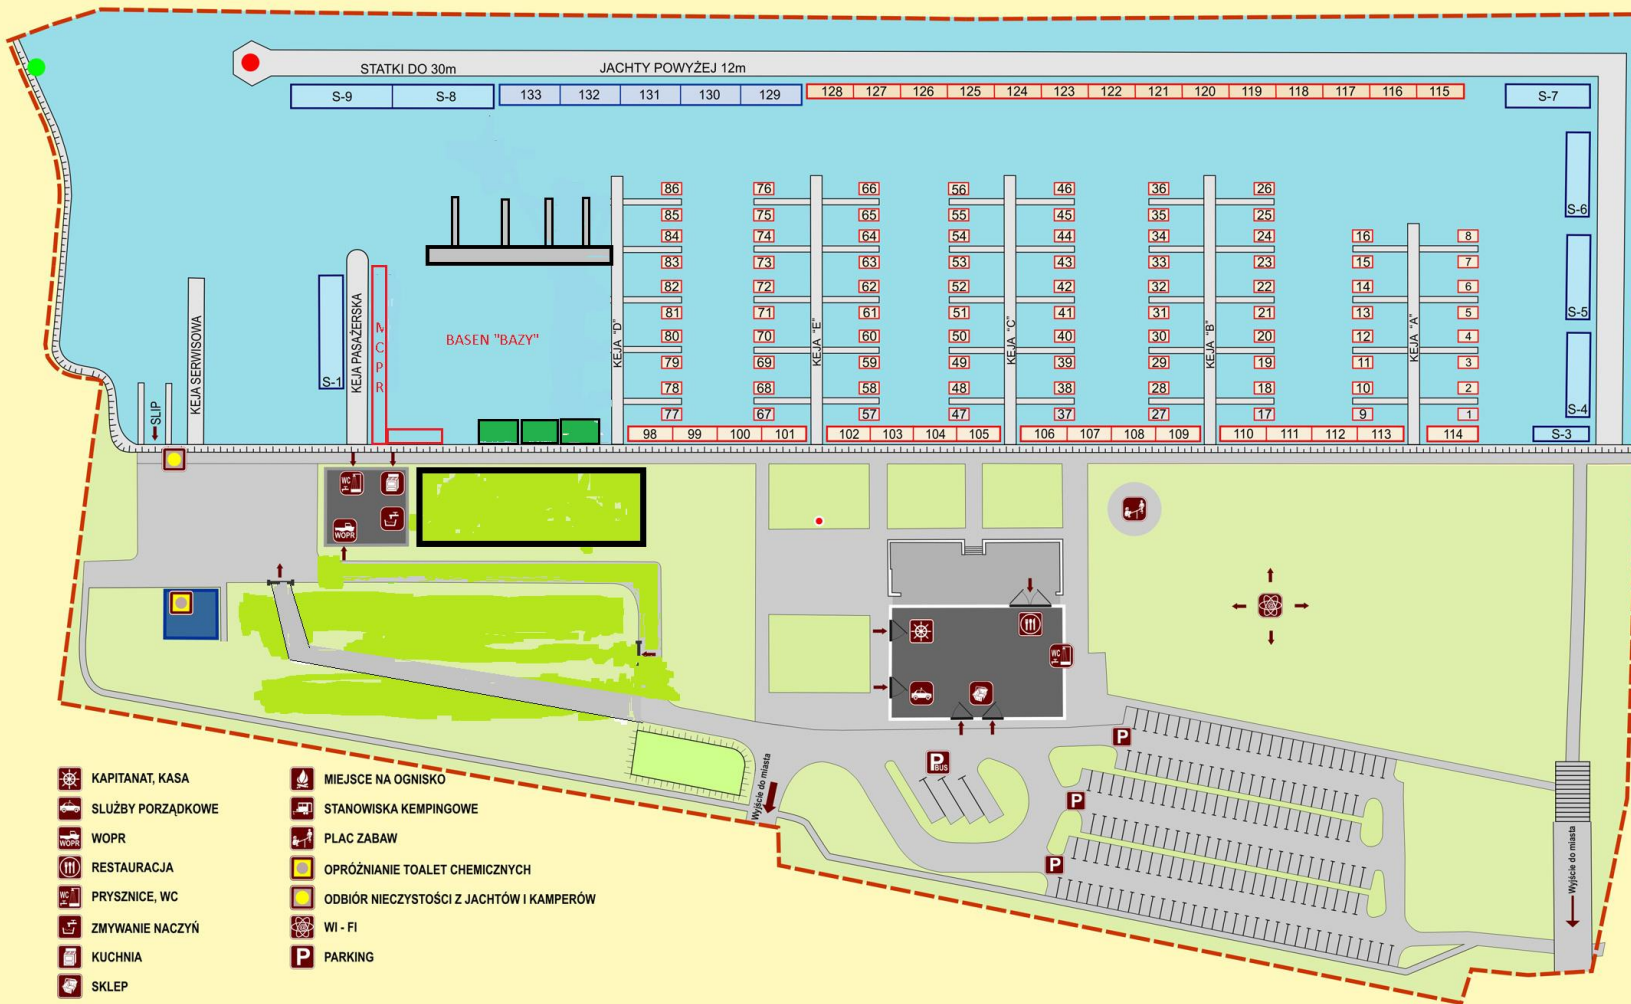 STATKI DO 30m
JACHTY POWYŻEJ 12m
S-9 S-8 133 132 131 130 129 128 127 126 125 124 123 122 121 120 119 118 117 116 115 S-7
S-6
S-5
S-4
S-3
86 76 66 56 46 36 26
85 75 65 55 45 35 25
84 74 64 54 44 34 24 16 8
83 73 63 53 43 33 23 15 7
82 72 62 52 42 32 22 14 6
81 71 61 51 41 31 21 13 5
80 70 60 50 40 30 20 12 4
79 69 59 49 39 29 19 11 3
78 68 58 48 38 28 18 10 2
77 67 57 47 37 27 17 9 1
98 99 100 101 102 103 104 105 106 107 108 109 110 111 112 113 114
KEJA "D"
KEJA "E"
KEJA "C"
KEJA "B"
KEJA "A"
SLIP
KEJA SERWISOWA
S-1
KEJA PASAŻERSKA
M
C
P
R
BASEN "BAZY"
WC
WOPR
WC
P
BUS
P
P
P
Wyjście do miasta
Wyjście do miasta
KAPITANAT, KASA
SLUŻBY PORZĄDKOWE
WOPR
WOPR
RESTAURACJA
WC
PRYSZNICE, WC
ZMYWANIE NACZYŃ
KUCHNIA
SKLEP
MIEJSCE NA OGNISKO
STANOWISKA KEMPINGOWE
PLAC ZABAW
OPRÓŻNIANIE TOALET CHEMICZNYCH
ODBIÓR NIECZYSTOŚCI Z JACHTÓW I KAMPERÓW
WI - FI
P
PARKING